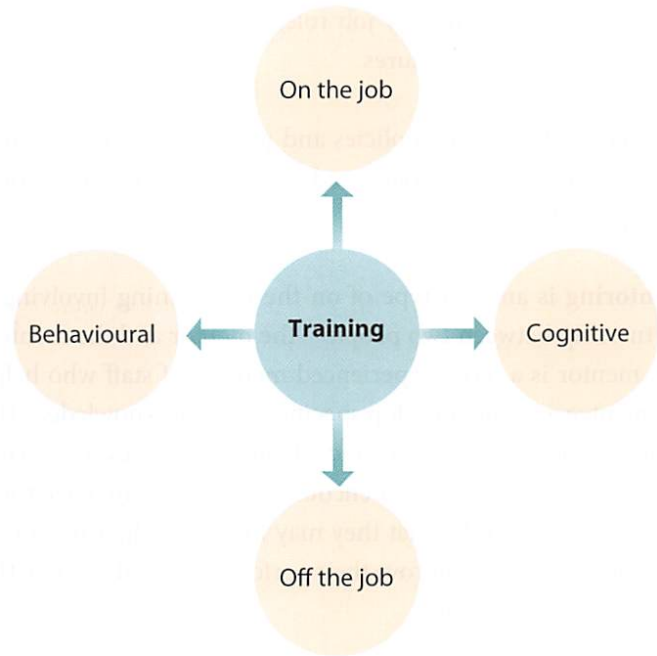 On the job
Behavioural
Training
Cognitive
Off the job